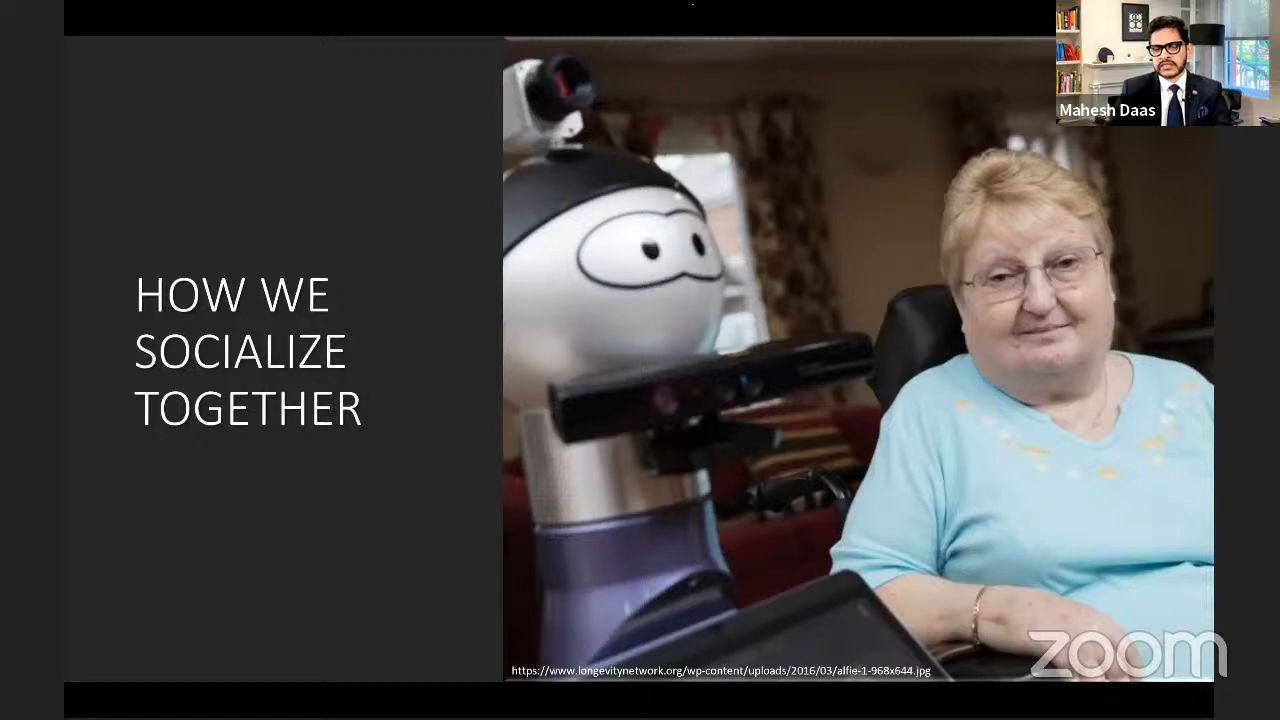 Mahesh Daas
HOW WE
SOCIALIZE
TOGETHER
https://www.longevitynetwork.org/wp-content/uploads/2016/03/alfie-1-968x644.jpg
zoom